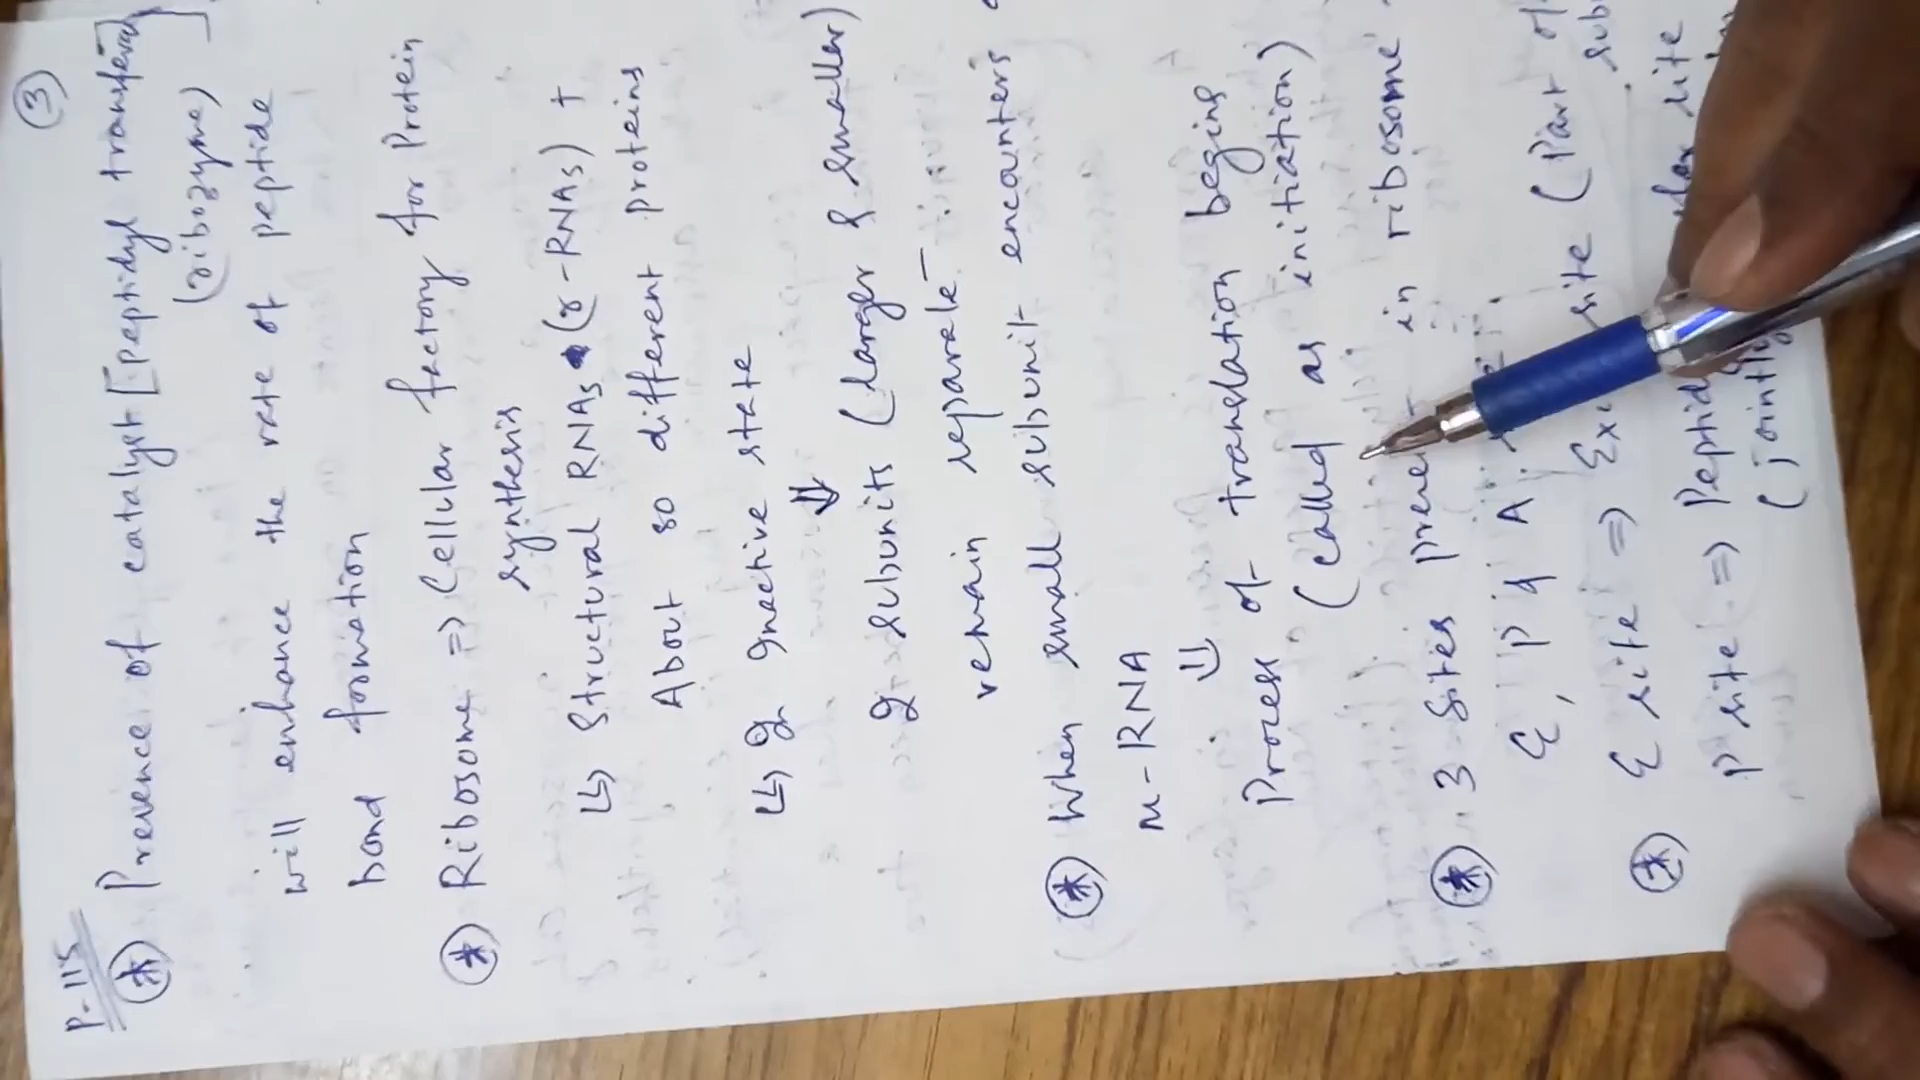 P-115
③
* Presence of catalyst [Peptidyl transferase]
(ribozyme)
will enhance the rate of peptide
bond formation
* Ribosome => Cellular factory for Protein
synthesis
↳ Structural RNAs (r-RNAs) +
About 80 different proteins
↳ In Inactive state
⇓
2 subunits (larger & smaller)
remain separate
* When small subunit encounters
m-RNA
⇓
Process of translation begins
(called as initiation)
* 3 Sites in ribosome
E, P & A
* E site => site (Part of
P site =>
(jointly